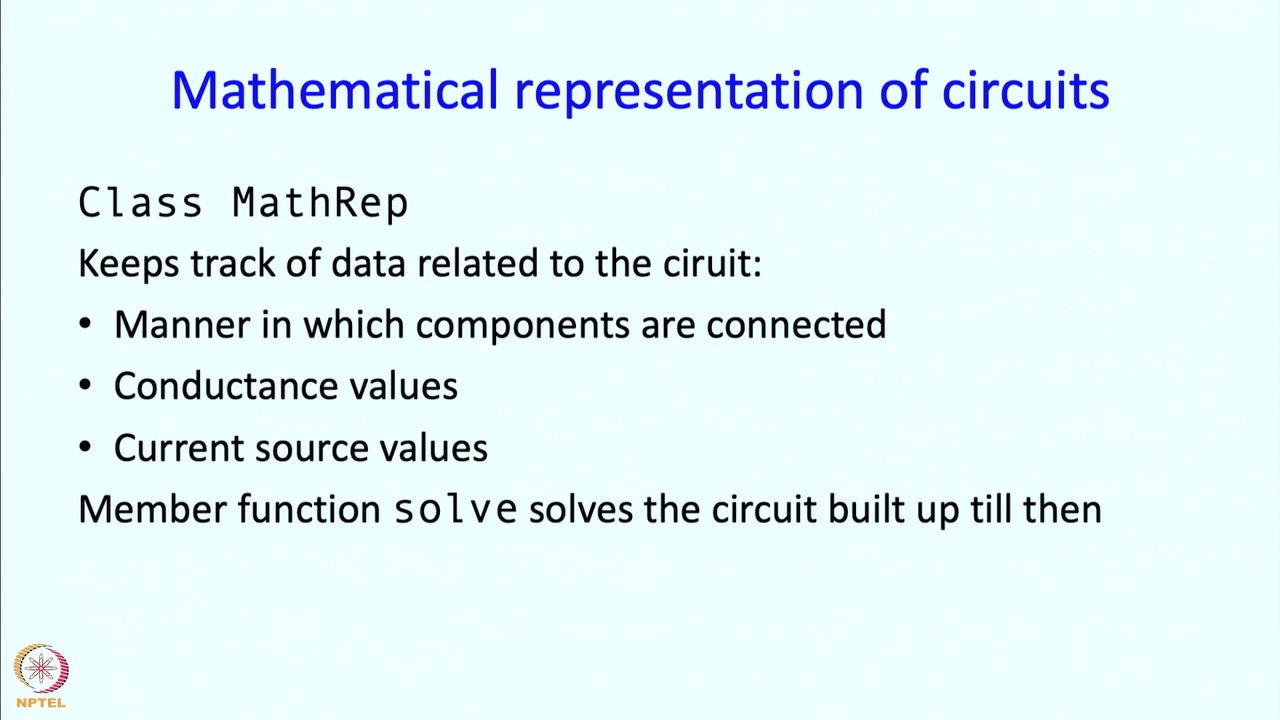 Mathematical representation of circuits
Class MathRep
Keeps track of data related to the ciruit:
• Manner in which components are connected
• Conductance values
• Current source values
Member function solve solves the circuit built up till then
NPTEL